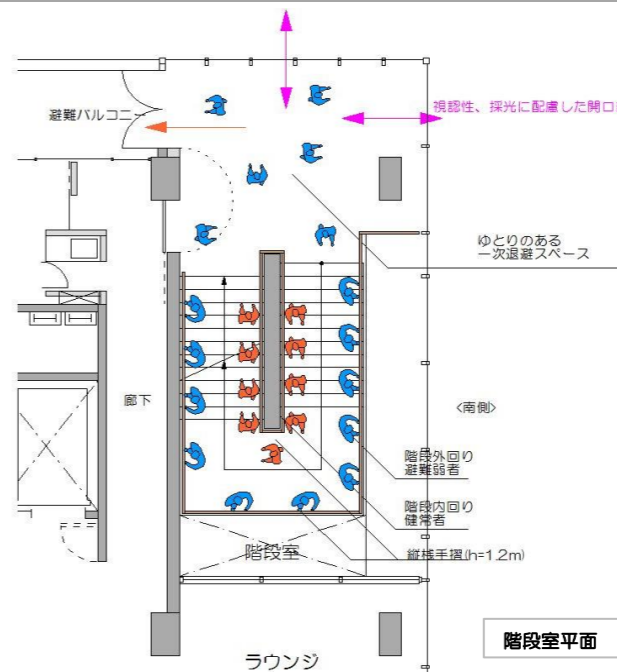 避難バルコニー
視認性、採光に配慮した開口
ゆとりのある
一次退避スペース
廊下
<南側>
階段外回り
避難弱者
階段内回り
健常者
階段室
縦桟手摺(h=1.2m)
階段室平面
ラウンジ